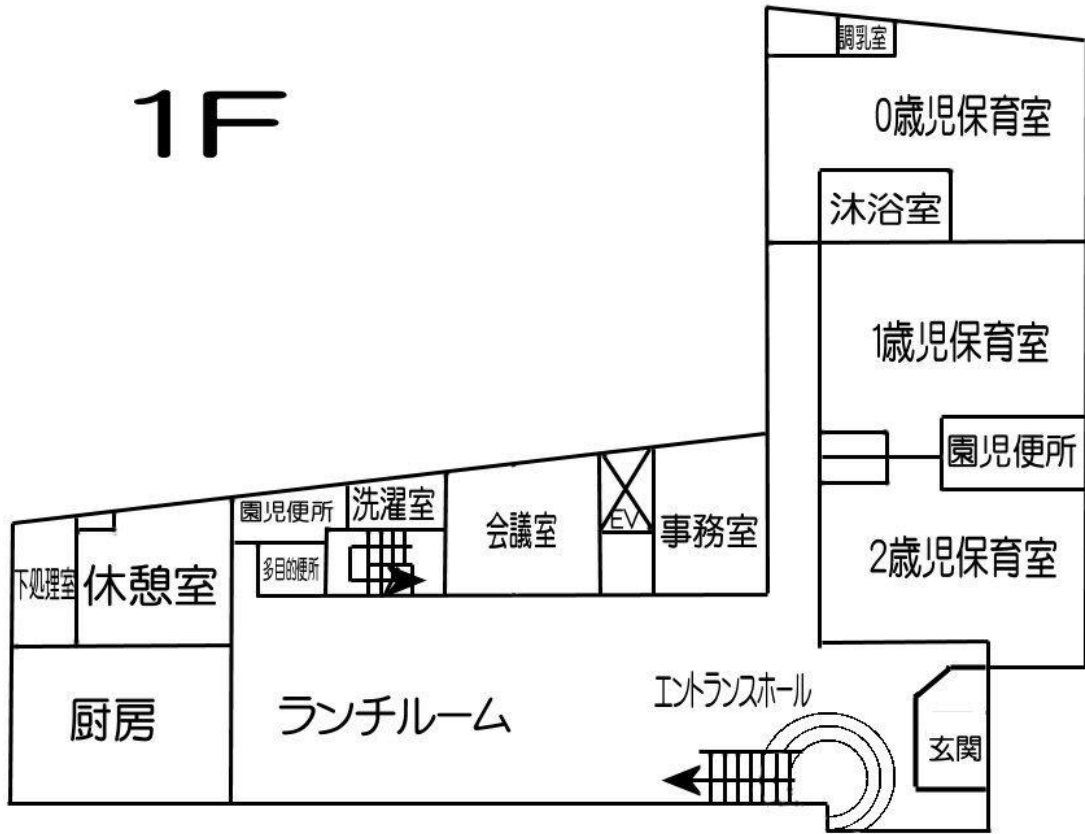 1F
調乳室
0歳児保育室
沐浴室
1歳児保育室
園児便所
2歳児保育室
園児便所
洗濯室
会議室
EV
事務室
多目的便所
下処理室
休憩室
厨房
ランチルーム
エントランスホール
玄関